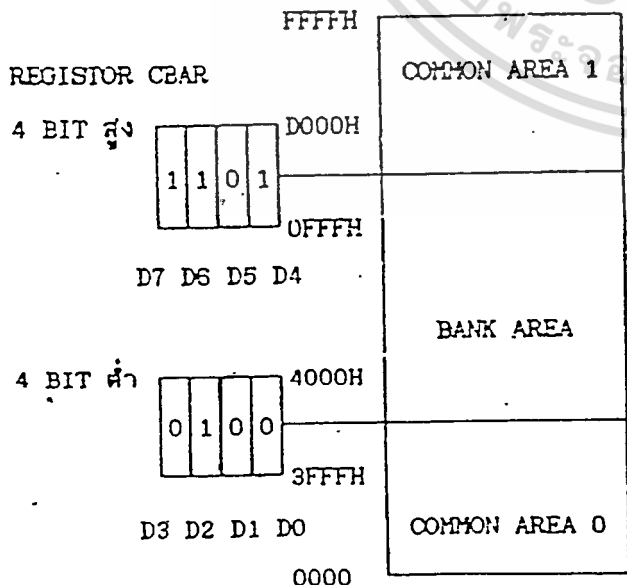 FFFFH
REGISTOR CBAR
COMMON AREA 1
4 BIT สูง
D000H
1 1 0 1
0FFFH
D7 D6 D5 D4
BANK AREA
4 BIT ต่ำ
4000H
0 1 0 0
3FFFH
D3 D2 D1 D0
COMMON AREA 0
0000